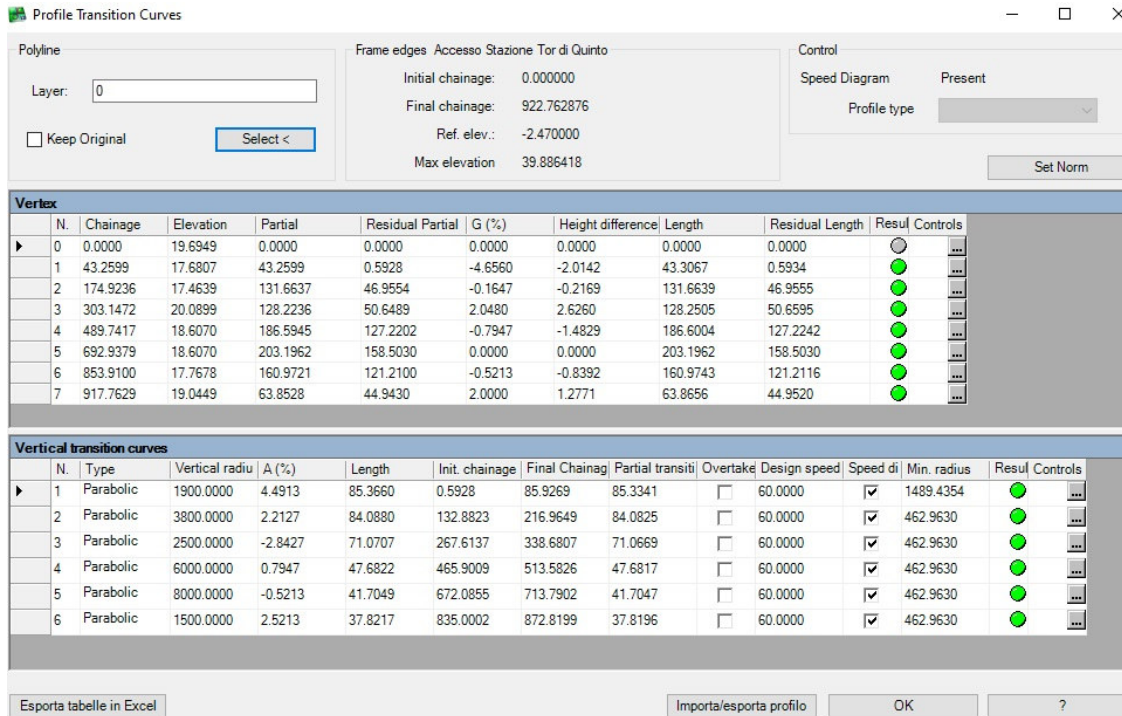 Profile Transition Curves
Polyline
Layer: 0
Keep Original Select <
Frame edges Accesso Stazione Tor di Quinto
Initial chainage: 0.000000
Final chainage: 922.762876
Ref. elev.: -2.470000
Max elevation 39.886418
Control
Speed Diagram Present
Profile type
Set Norm
Vertex
N. Chainage Elevation Partial Residual Partial G (%) Height difference Length Residual Length Resul Controls
0 0.0000 19.6949 0.0000 0.0000 0.0000 0.0000 0.0000 0.0000 ...
1 43.2599 17.6807 43.2599 0.5928 -4.6560 -2.0142 43.3067 0.5934 ...
2 174.9236 17.4639 131.6637 46.9554 -0.1647 -0.2169 131.6639 46.9555 ...
3 303.1472 20.0899 128.2236 50.6489 2.0480 2.6260 128.2505 50.6595 ...
4 489.7417 18.6070 186.5945 127.2202 -0.7947 -1.4829 186.6004 127.2242 ...
5 692.9379 18.6070 203.1962 158.5030 0.0000 0.0000 203.1962 158.5030 ...
6 853.9100 17.7678 160.9721 121.2100 -0.5213 -0.8392 160.9743 121.2116 ...
7 917.7629 19.0449 63.8528 44.9430 2.0000 1.2771 63.8656 44.9520 ...
Vertical transition curves
N. Type Vertical radiu A (%) Length Init. chainage Final Chainag Partial transiti Overtake Design speed Speed di Min. radius Resul Controls
1 Parabolic 1900.0000 4.4913 85.3660 0.5928 85.9269 85.3341 60.0000 1489.4354 ...
2 Parabolic 3800.0000 2.2127 84.0880 132.8823 216.9649 84.0825 60.0000 462.9630 ...
3 Parabolic 2500.0000 -2.8427 71.0707 267.6137 338.6807 71.0669 60.0000 462.9630 ...
4 Parabolic 6000.0000 0.7947 47.6822 465.9009 513.5826 47.6817 60.0000 462.9630 ...
5 Parabolic 8000.0000 -0.5213 41.7049 672.0855 713.7902 41.7047 60.0000 462.9630 ...
6 Parabolic 1500.0000 2.5213 37.8217 835.0002 872.8199 37.8196 60.0000 462.9630 ...
Esporta tabelle in Excel Importa/esporta profilo OK ?